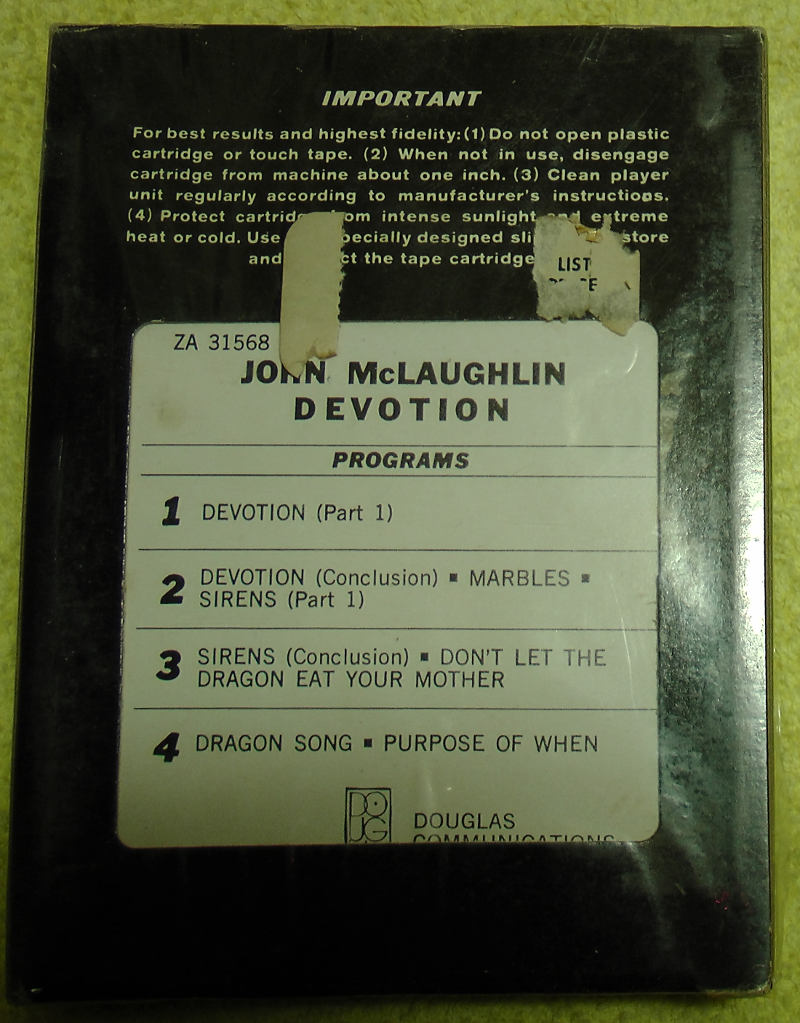 IMPORTANT
For best results and highest fidelity: (1) Do not open plastic
cartridge or touch tape. (2) When not in use, disengage
cartridge from machine about one inch. (3) Clean player
unit regularly according to manufacturer's instructions.
(4) Protect from intense sunlight and extreme
heat or cold. Use specially designed store
and the tape cartridge
LIST
ZA 31568
JOHN McLAUGHLIN
DEVOTION
PROGRAMS
1 DEVOTION (Part 1)
2 DEVOTION (Conclusion) ▪ MARBLES ▪
SIRENS (Part 1)
3 SIRENS (Conclusion) ▪ DON'T LET THE
DRAGON EAT YOUR MOTHER
4 DRAGON SONG ▪ PURPOSE OF WHEN
DOUG
DOUGLAS
COMMUNICATIONS